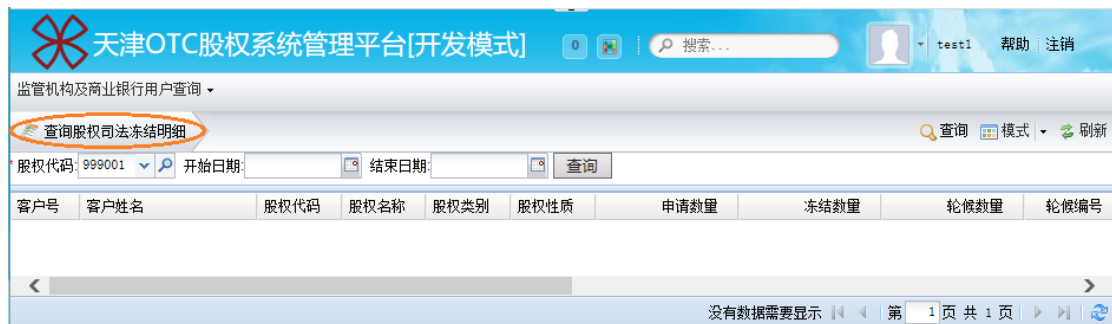 天津OTC股权系统管理平台[开发模式] 0 搜索... test1 帮助 注销
监管机构及商业银行用户查询
查询股权司法冻结明细 查询 模式 刷新
*股权代码: 999001 开始日期: 结束日期: 查询
客户号 客户姓名 股权代码 股权名称 股权类别 股权性质 申请数量 冻结数量 轮候数量 轮候编号
没有数据需要显示 第 1 页 共 1 页